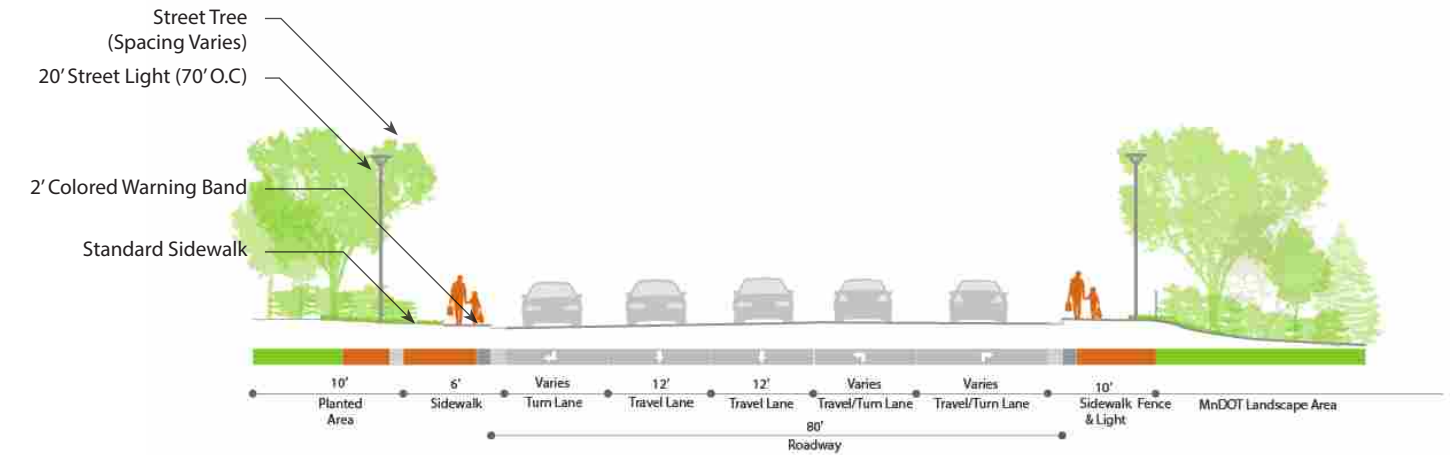 Street Tree
(Spacing Varies)
20' Street Light (70' O.C)
2' Colored Warning Band
Standard Sidewalk
10'
Planted
Area
6'
Sidewalk
Varies
Turn Lane
12'
Travel Lane
12'
Travel Lane
Varies
Travel/Turn Lane
Varies
Travel/Turn Lane
10'
Sidewalk Fence
& Light
MnDOT Landscape Area
80'
Roadway